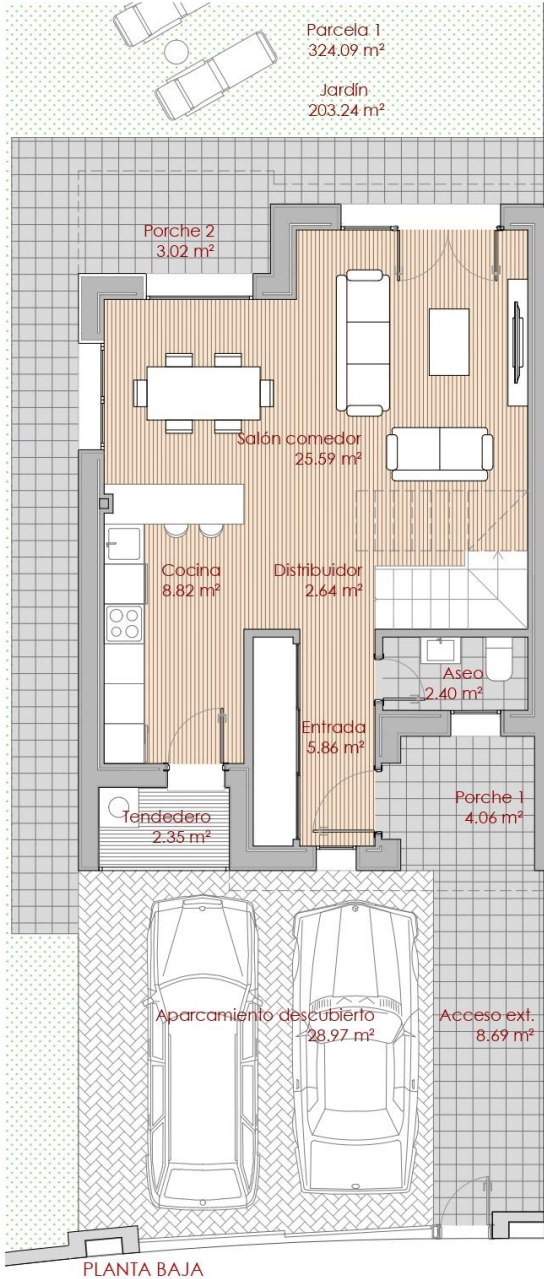 Parcela 1
324.09 m²
Jardín
203.24 m²
Porche 2
3.02 m²
Salón comedor
25.59 m²
Cocina
8.82 m²
Distribuidor
2.64 m²
Aseo
2.40 m²
Entrada
5.86 m²
Porche 1
4.06 m²
Tendedero
2.35 m²
Aparcamiento descubierto
28.97 m²
Acceso ext.
8.69 m²
PLANTA BAJA